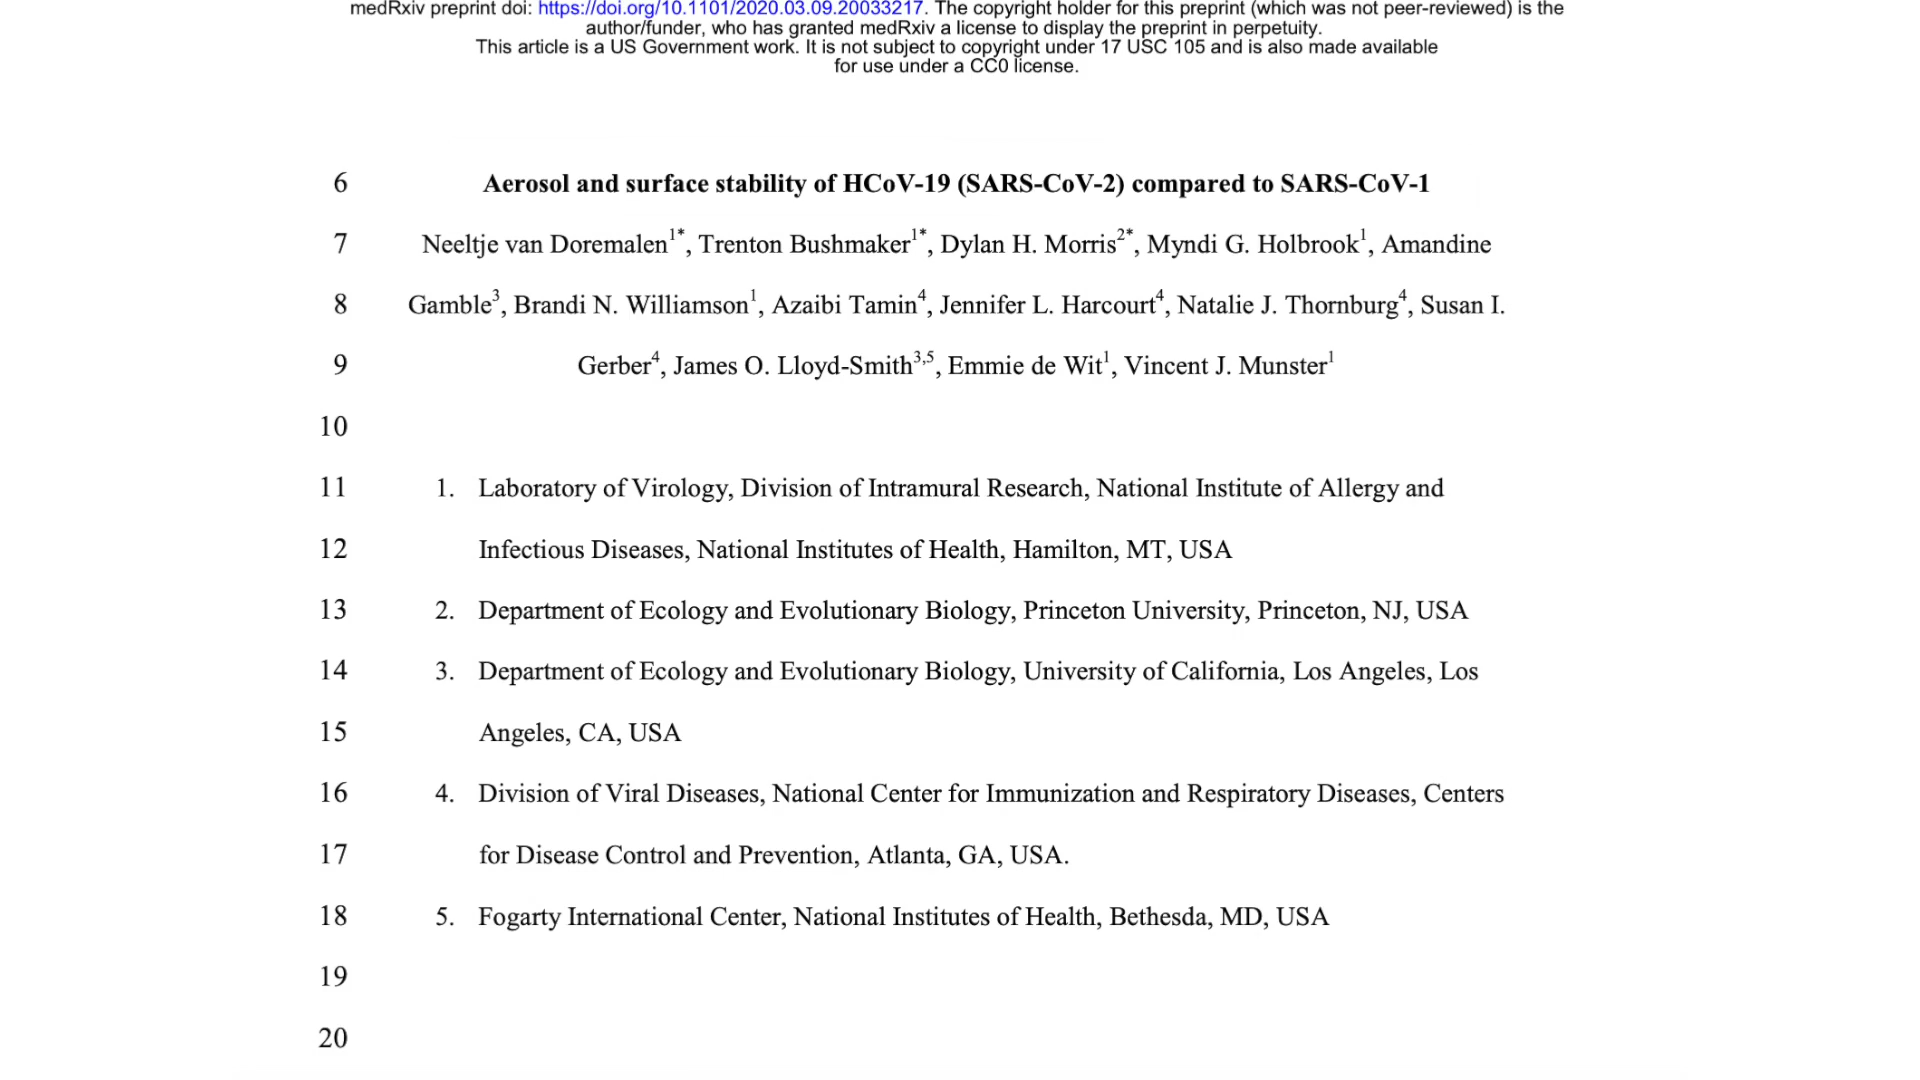 medRxiv preprint doi: https://doi.org/10.1101/2020.03.09.20033217. The copyright holder for this preprint (which was not peer-reviewed) is the
author/funder, who has granted medRxiv a license to display the preprint in perpetuity.
This article is a US Government work. It is not subject to copyright under 17 USC 105 and is also made available
for use under a CC0 license.
6 Aerosol and surface stability of HCoV-19 (SARS-CoV-2) compared to SARS-CoV-1
7 Neeltje van Doremalen1*, Trenton Bushmaker1*, Dylan H. Morris2*, Myndi G. Holbrook1, Amandine
8 Gamble3, Brandi N. Williamson1, Azaibi Tamin4, Jennifer L. Harcourt4, Natalie J. Thornburg4, Susan I.
9 Gerber4, James O. Lloyd-Smith3,5, Emmie de Wit1, Vincent J. Munster1
10
11 1. Laboratory of Virology, Division of Intramural Research, National Institute of Allergy and
12 Infectious Diseases, National Institutes of Health, Hamilton, MT, USA
13 2. Department of Ecology and Evolutionary Biology, Princeton University, Princeton, NJ, USA
14 3. Department of Ecology and Evolutionary Biology, University of California, Los Angeles, Los
15 Angeles, CA, USA
16 4. Division of Viral Diseases, National Center for Immunization and Respiratory Diseases, Centers
17 for Disease Control and Prevention, Atlanta, GA, USA.
18 5. Fogarty International Center, National Institutes of Health, Bethesda, MD, USA
19
20